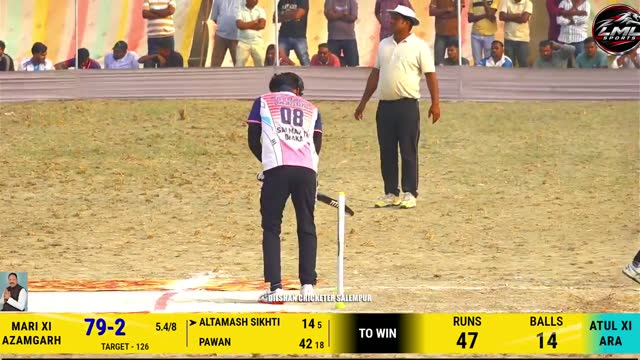 LML
SPORTS
08
DILSHAN CRICKETER SALEMPUR
MARI XI
AZAMGARH
79-2
5.4/8
TARGET - 126
ALTAMASH SIKHTI 14 5
PAWAN 42 18
TO WIN
RUNS
47
BALLS
14
ATUL XI
ARA